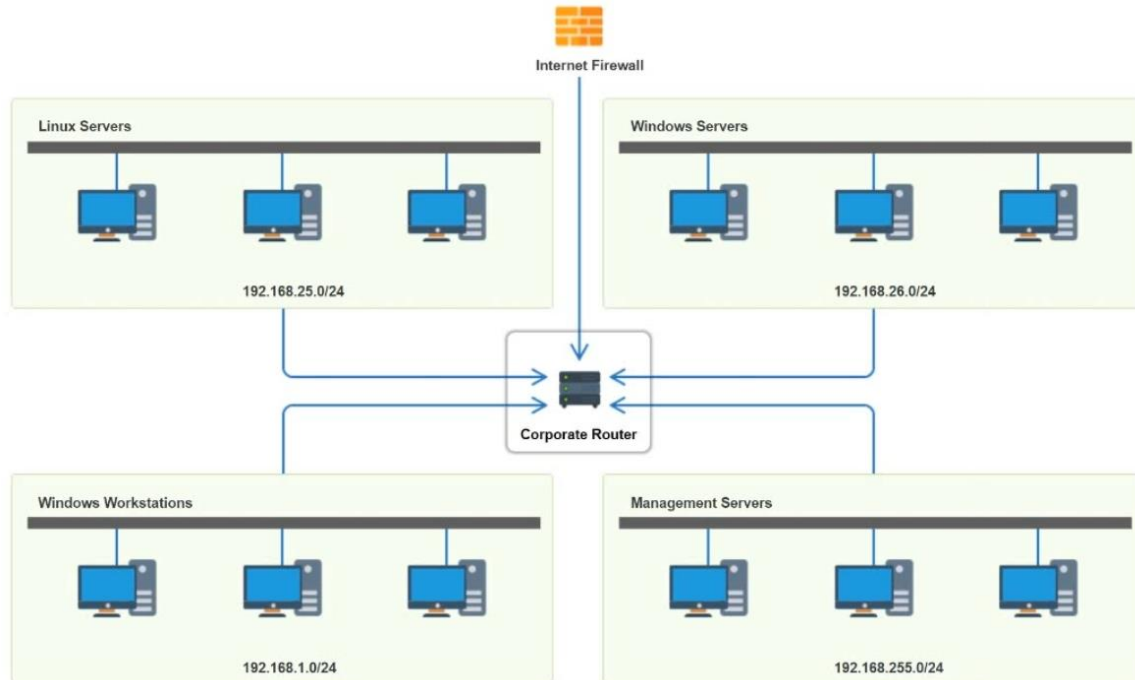 Internet Firewall
Linux Servers
Windows Servers
192.168.25.0/24
192.168.26.0/24
Corporate Router
Windows Workstations
Management Servers
192.168.1.0/24
192.168.255.0/24